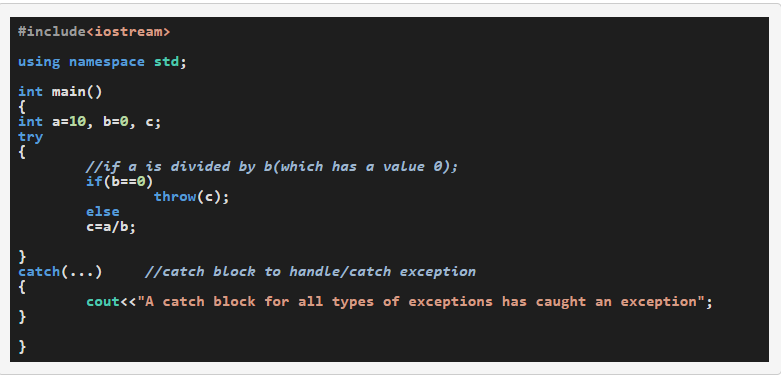 #include<iostream>
using namespace std;
int main()
{
int a=10, b=0, c;
try
{
//if a is divided by b(which has a value 0);
if(b==0)
throw(c);
else
c=a/b;
}
catch(...) //catch block to handle/catch exception
{
cout<<"A catch block for all types of exceptions has caught an exception";
}
}